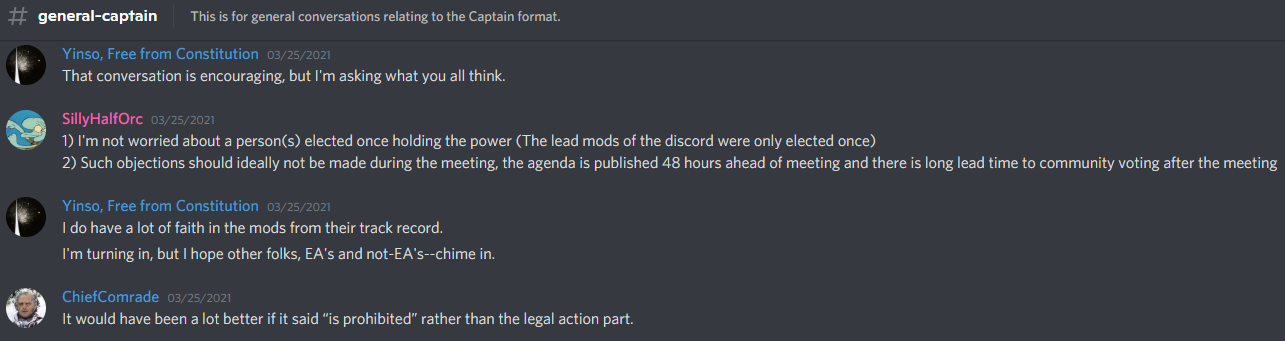 # general-captain This is for general conversations relating to the Captain format.
Yinso, Free from Constitution 03/25/2021
That conversation is encouraging, but I'm asking what you all think.
SillyHalfOrc 03/25/2021
1) I'm not worried about a person(s) elected once holding the power (The lead mods of the discord were only elected once)
2) Such objections should ideally not be made during the meeting, the agenda is published 48 hours ahead of meeting and there is long lead time to community voting after the meeting
Yinso, Free from Constitution 03/25/2021
I do have a lot of faith in the mods from their track record.
I'm turning in, but I hope other folks, EA's and not-EA's--chime in.
ChiefComrade 03/25/2021
It would have been a lot better if it said “is prohibited” rather than the legal action part.